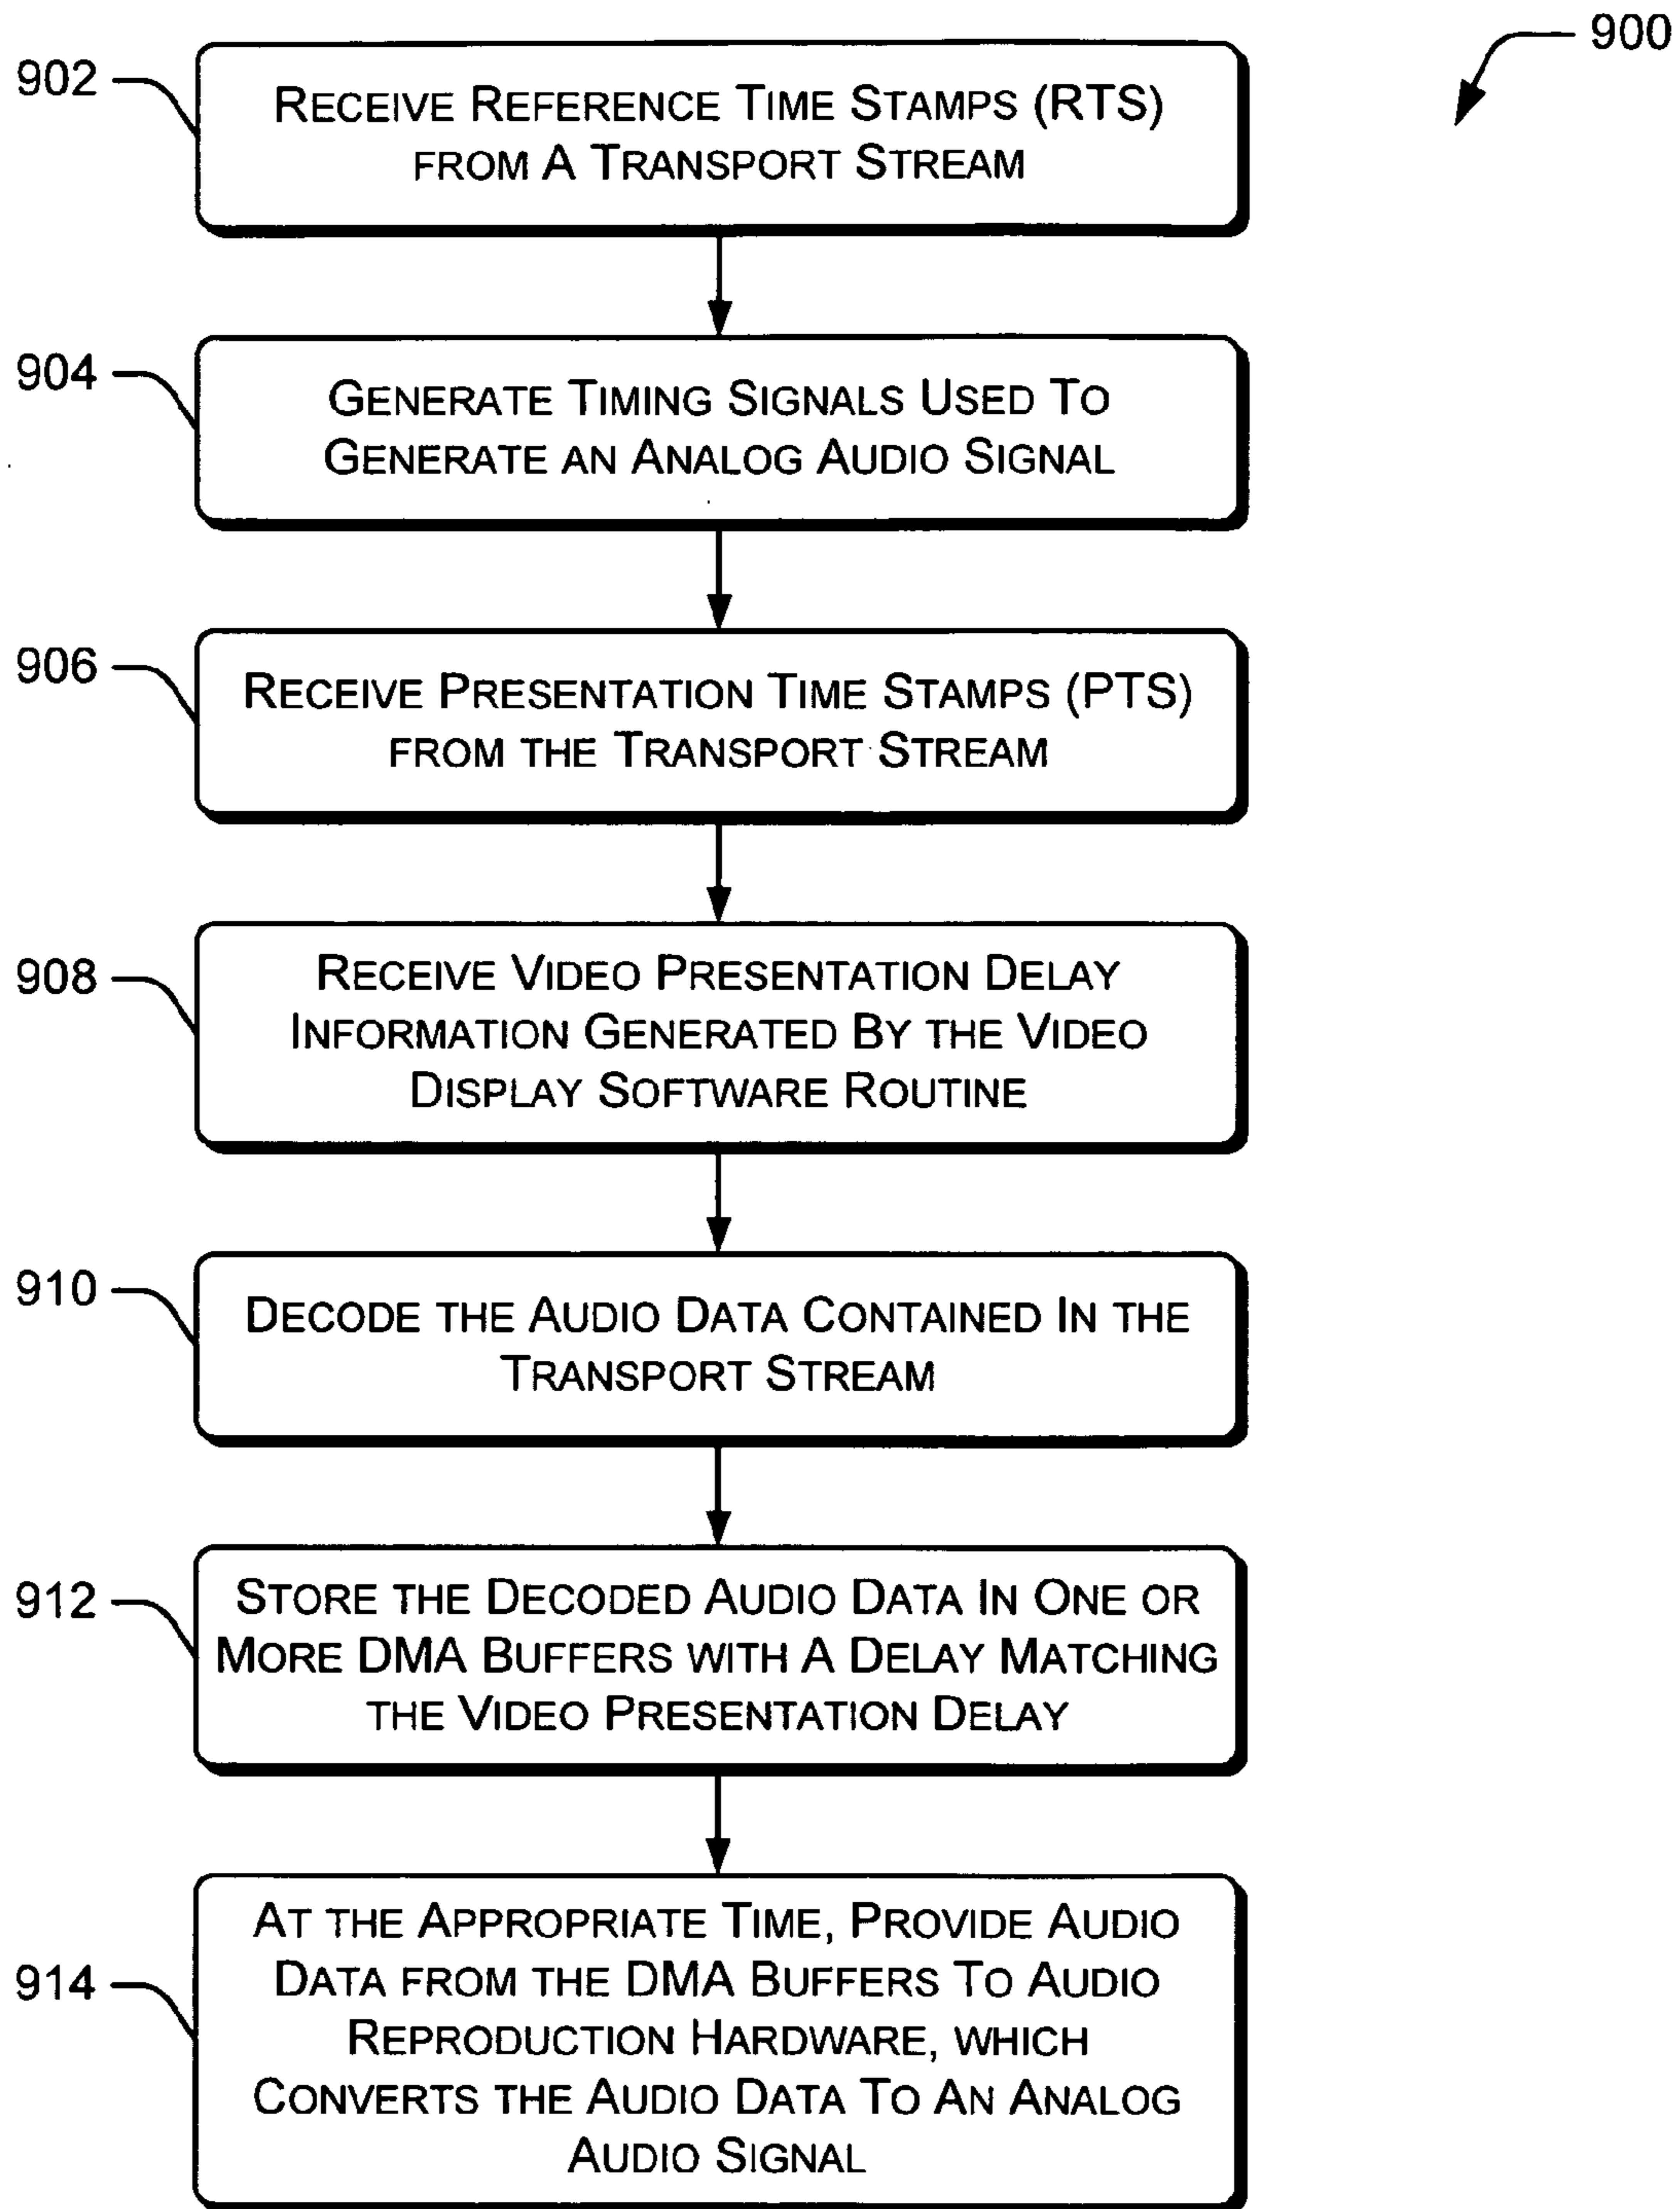 900
902
RECEIVE REFERENCE TIME STAMPS (RTS)
FROM A TRANSPORT STREAM
904
GENERATE TIMING SIGNALS USED TO
GENERATE AN ANALOG AUDIO SIGNAL
906
RECEIVE PRESENTATION TIME STAMPS (PTS)
FROM THE TRANSPORT STREAM
908
RECEIVE VIDEO PRESENTATION DELAY
INFORMATION GENERATED BY THE VIDEO
DISPLAY SOFTWARE ROUTINE
910
DECODE THE AUDIO DATA CONTAINED IN THE
TRANSPORT STREAM
912
STORE THE DECODED AUDIO DATA IN ONE OR
MORE DMA BUFFERS WITH A DELAY MATCHING
THE VIDEO PRESENTATION DELAY
914
AT THE APPROPRIATE TIME, PROVIDE AUDIO
DATA FROM THE DMA BUFFERS TO AUDIO
REPRODUCTION HARDWARE, WHICH
CONVERTS THE AUDIO DATA TO AN ANALOG
AUDIO SIGNAL